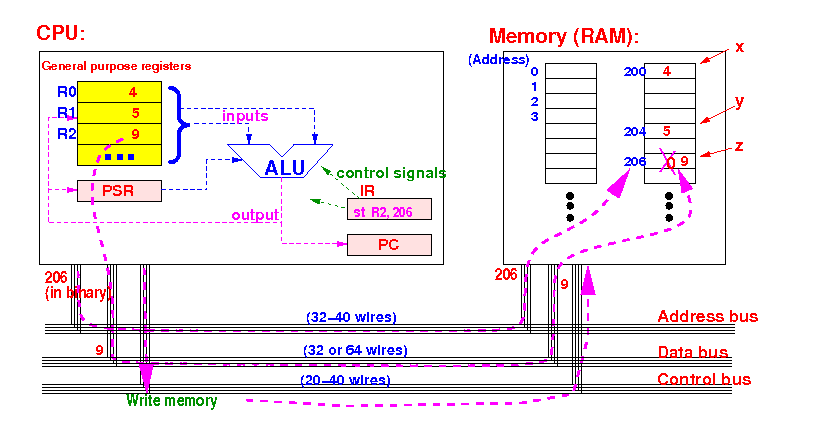 CPU:
Memory (RAM):
(Address)
General purpose registers
R0 4
R1 5
R2 9
inputs
ALU
control signals
PSR
IR
st R2, 206
output
PC
0
1
2
3
200 4
204 5
206 0 9
x
y
z
206
(in binary)
206
9
(32-40 wires)
Address bus
9
(32 or 64 wires)
Data bus
(20-40 wires)
Control bus
Write memory